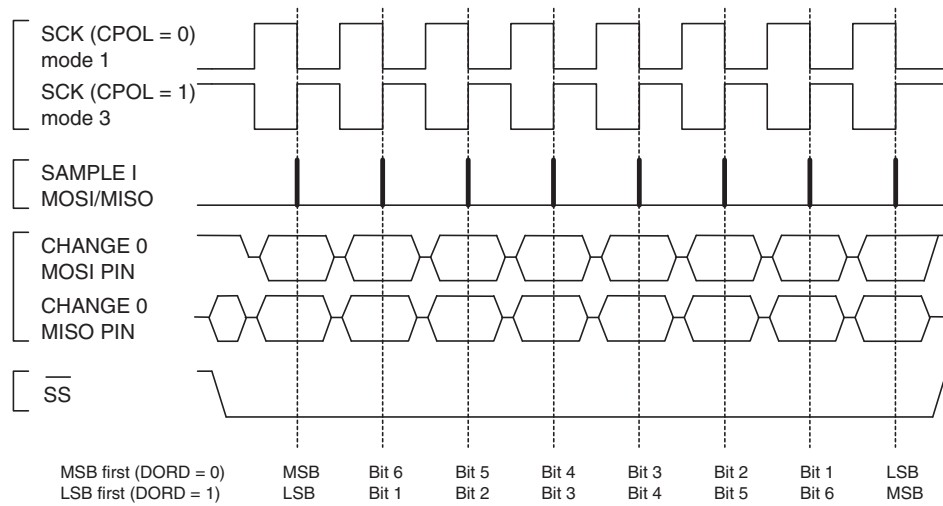 SCK (CPOL = 0)
mode 1
SCK (CPOL = 1)
mode 3
SAMPLE I
MOSI/MISO
CHANGE 0
MOSI PIN
CHANGE 0
MISO PIN
SS
MSB first (DORD = 0) MSB Bit 6 Bit 5 Bit 4 Bit 3 Bit 2 Bit 1 LSB
LSB first (DORD = 1) LSB Bit 1 Bit 2 Bit 3 Bit 4 Bit 5 Bit 6 MSB